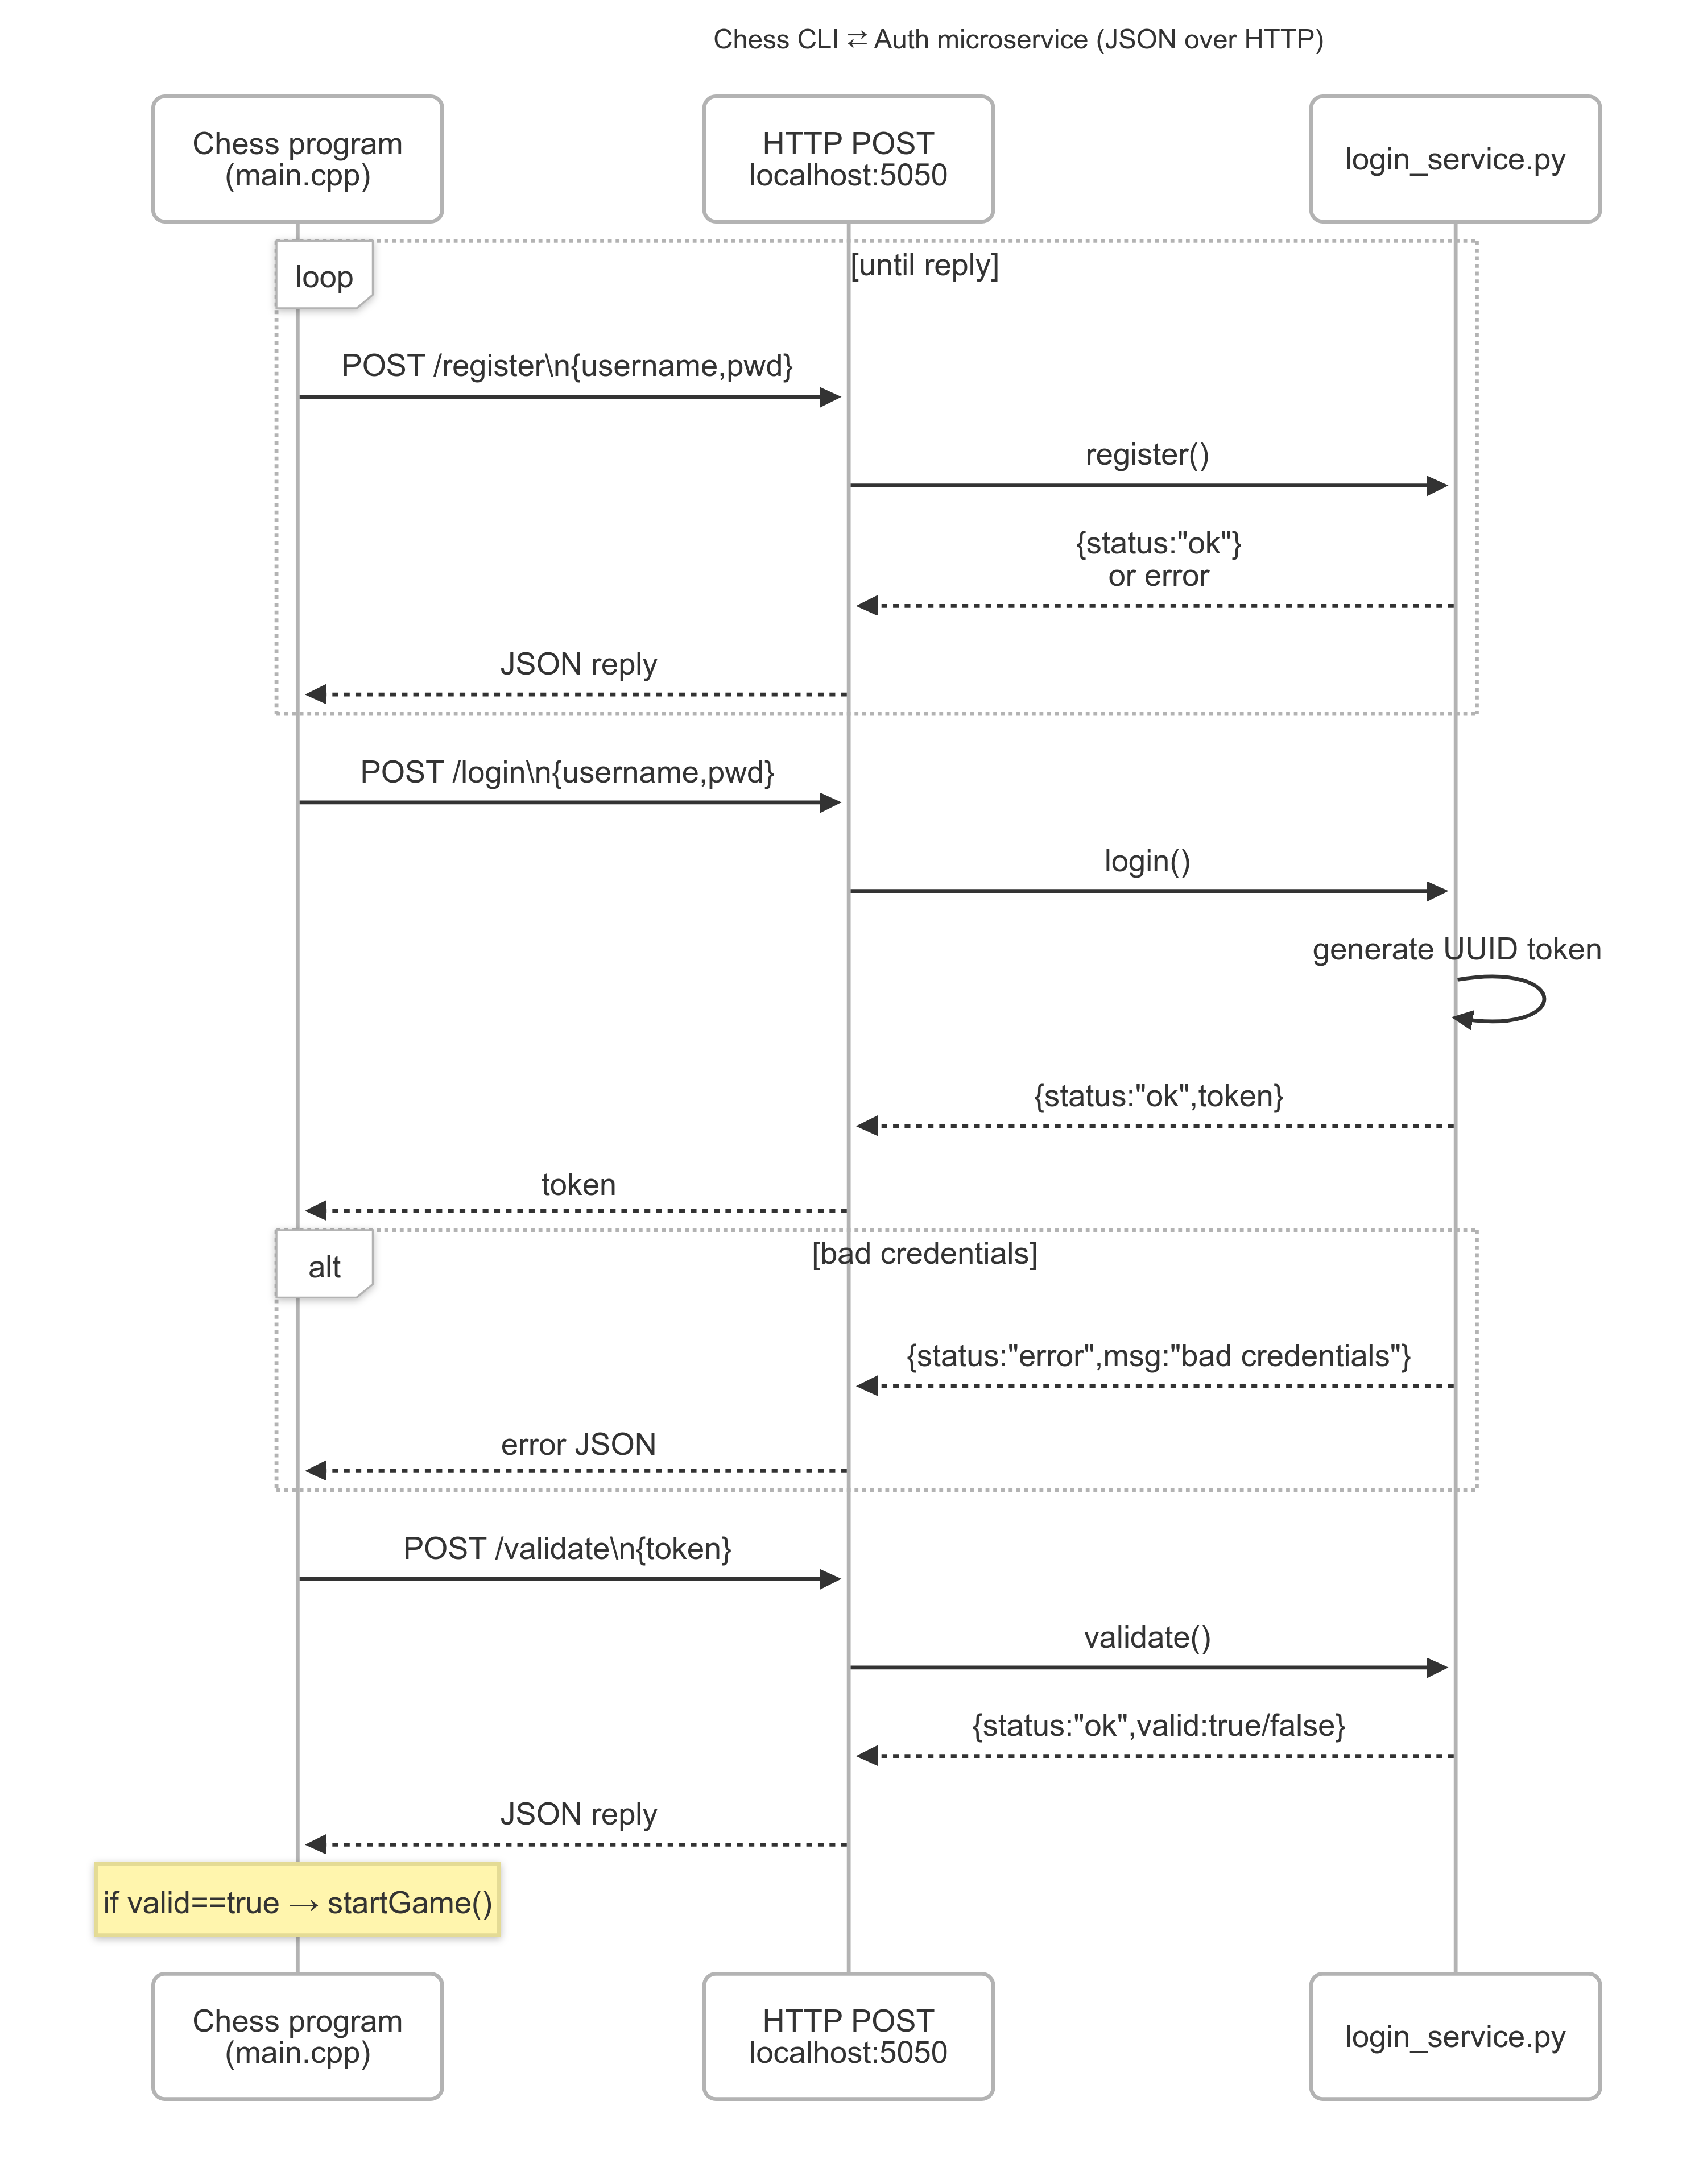 Chess CLI ⇄ Auth microservice (JSON over HTTP)
Chess program
(main.cpp)
HTTP POST
localhost:5050
login_service.py
loop
[until reply]
POST /register\n{username,pwd}
register()
{status:"ok"}
or error
JSON reply
POST /login\n{username,pwd}
login()
generate UUID token
{status:"ok",token}
token
alt
[bad credentials]
{status:"error",msg:"bad credentials"}
error JSON
POST /validate\n{token}
validate()
{status:"ok",valid:true/false}
JSON reply
if valid==true → startGame()
Chess program
(main.cpp)
HTTP POST
localhost:5050
login_service.py